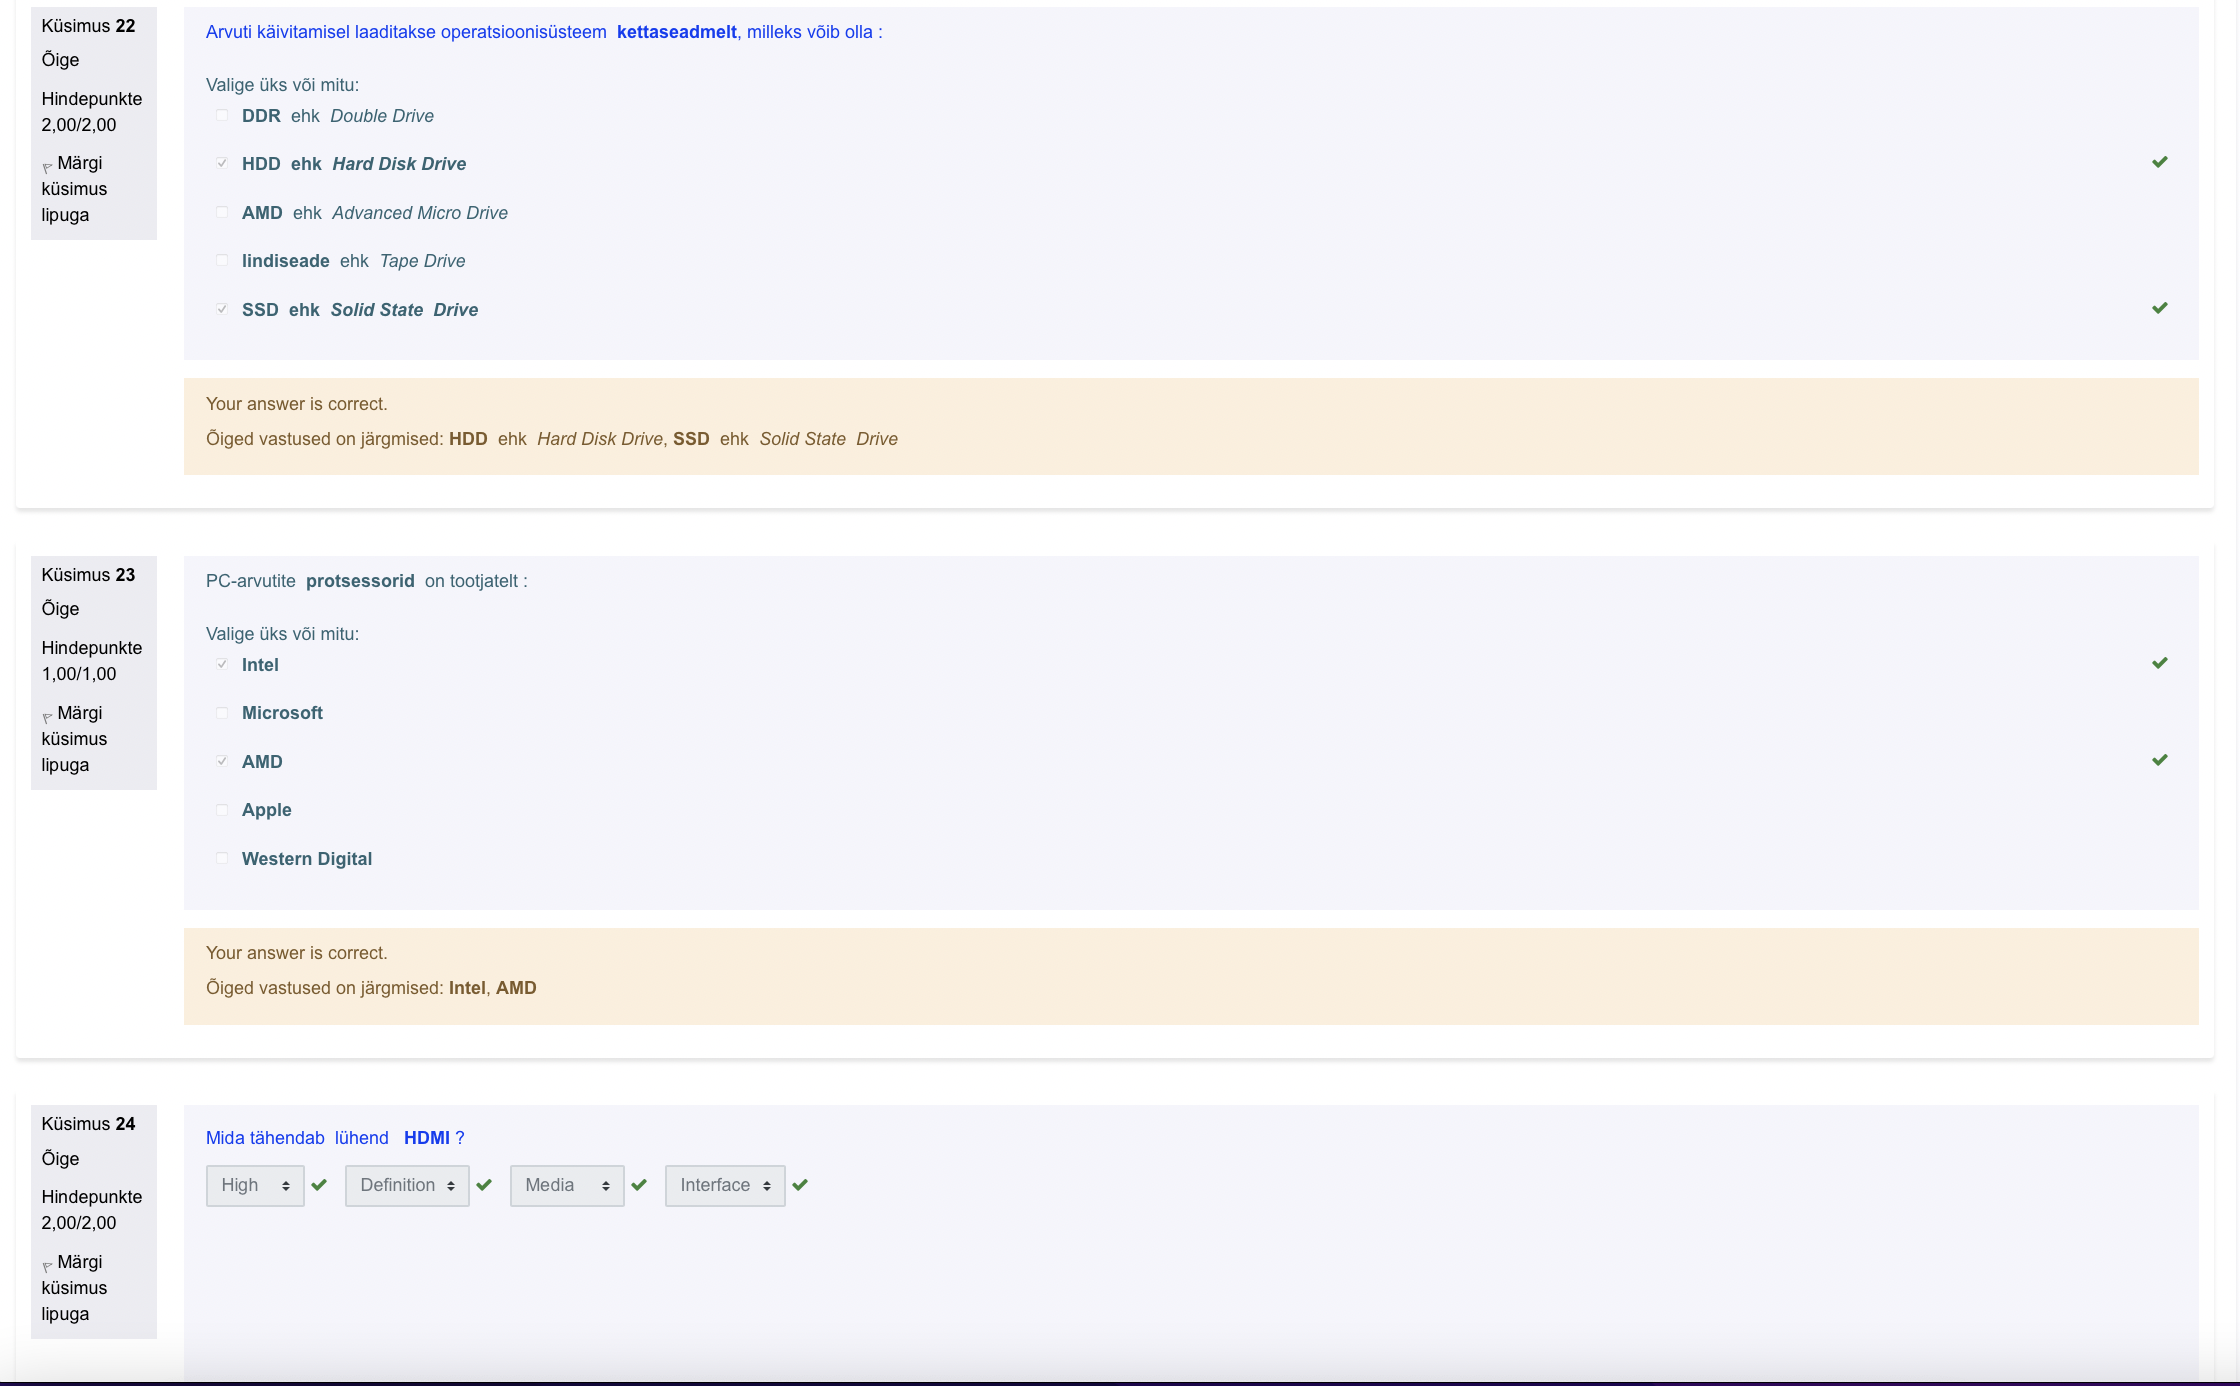 Küsimus 22
Õige
Hindepunkte
2,00/2,00
Märgi
küsimus
lipuga
Arvuti käivitamisel laaditakse operatsioonisüsteem kettaseadmelt, milleks võib olla :
Valige üks või mitu:
DDR ehk Double Drive
HDD ehk Hard Disk Drive
AMD ehk Advanced Micro Drive
lindiseade ehk Tape Drive
SSD ehk Solid State Drive
Your answer is correct.
Õiged vastused on järgmised: HDD ehk Hard Disk Drive, SSD ehk Solid State Drive
Küsimus 23
Õige
Hindepunkte
1,00/1,00
Märgi
küsimus
lipuga
PC-arvutite protsessorid on tootjatelt :
Valige üks või mitu:
Intel
Microsoft
AMD
Apple
Western Digital
Your answer is correct.
Õiged vastused on järgmised: Intel, AMD
Küsimus 24
Õige
Hindepunkte
2,00/2,00
Märgi
küsimus
lipuga
Mida tähendab lühend HDMI ?
High Definition Media Interface